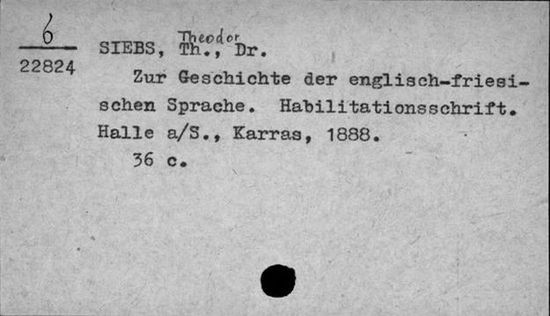 6
22824
Theodor
SIEBS, Th., Dr.
Zur Geschichte der englisch-friesi-
schen Sprache. Habilitationsschrift.
Halle a/S., Karras, 1888.
36 c.